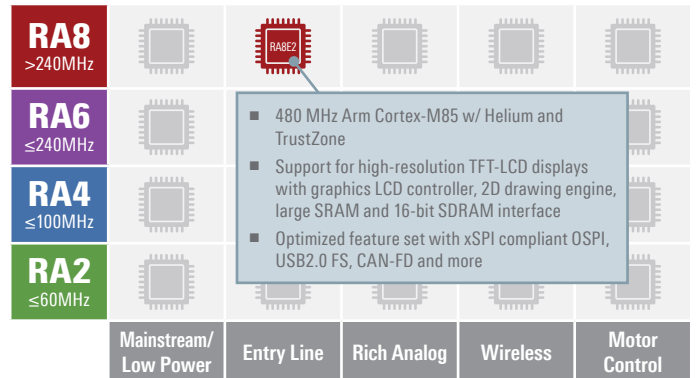 RA8
>240MHz
RA8E2
■ 480 MHz Arm Cortex-M85 w/ Helium and
TrustZone
■ Support for high-resolution TFT-LCD displays
with graphics LCD controller, 2D drawing engine,
large SRAM and 16-bit SDRAM interface
■ Optimized feature set with xSPI compliant OSPI,
USB2.0 FS, CAN-FD and more
RA6
≤240MHz
RA4
≤100MHz
RA2
≤60MHz
Mainstream/
Low Power
Entry Line
Rich Analog
Wireless
Motor
Control